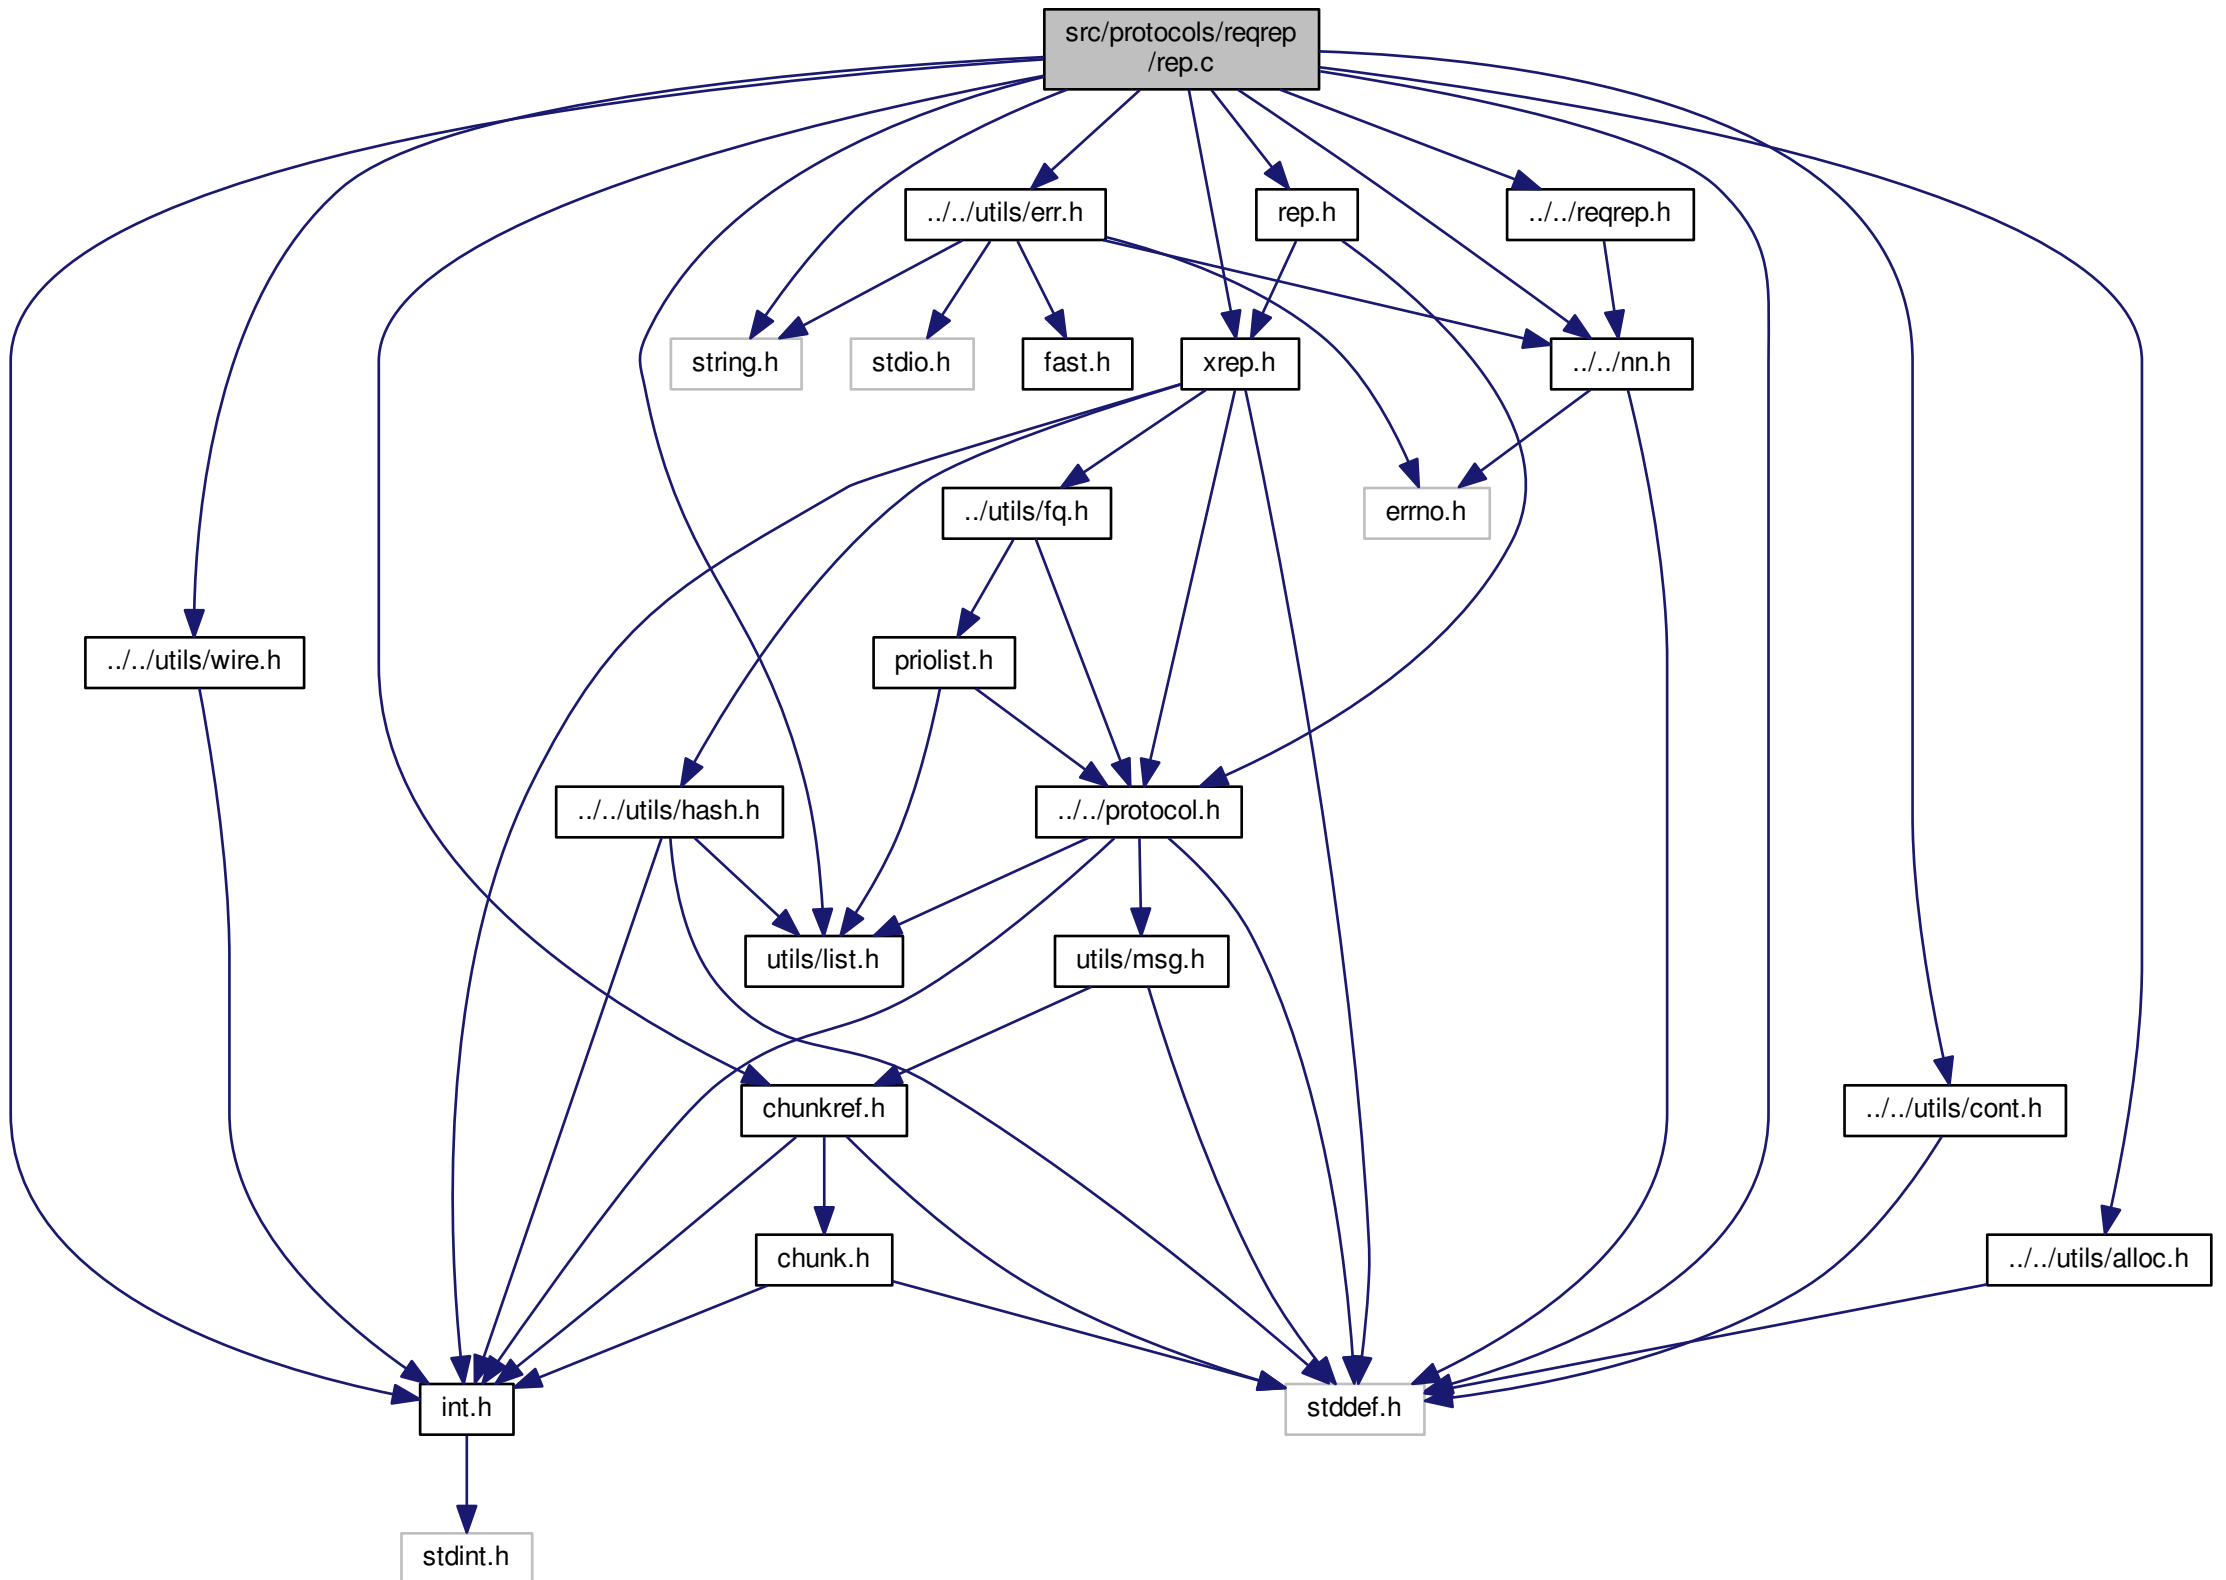 src/protocols/reqrep
/rep.c
../../utils/err.h
rep.h
../../reqrep.h
string.h
stdio.h
fast.h
xrep.h
../../nn.h
../utils/fq.h
errno.h
../../utils/wire.h
priolist.h
../../utils/hash.h
../../protocol.h
utils/list.h
utils/msg.h
chunkref.h
../../utils/cont.h
chunk.h
../../utils/alloc.h
int.h
stddef.h
stdint.h